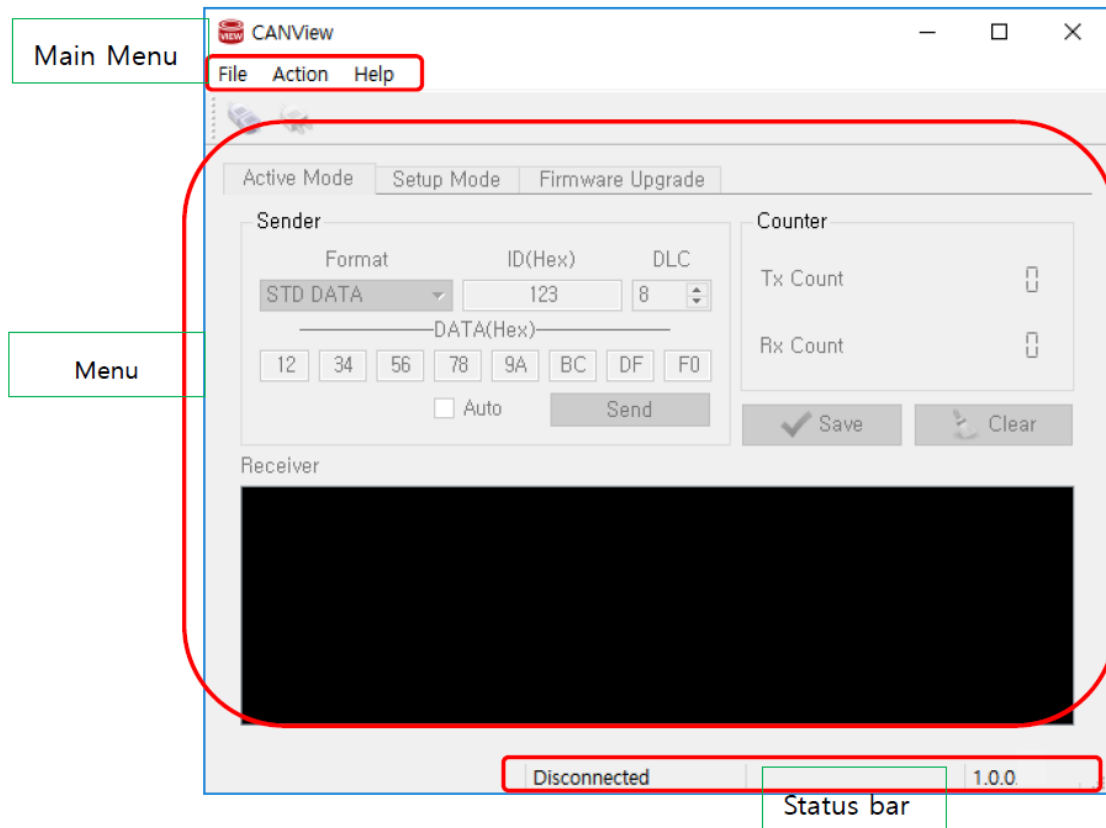 CANView
Main Menu
File Action Help
Active Mode Setup Mode Firmware Upgrade
Sender
Counter
Format ID(Hex) DLC
STD DATA 123 8
Tx Count 0
DATA(Hex)
12 34 56 78 9A BC DF F0
Rx Count 0
Menu
Auto Send
Save Clear
Receiver
Disconnected 1.0.0
Status bar